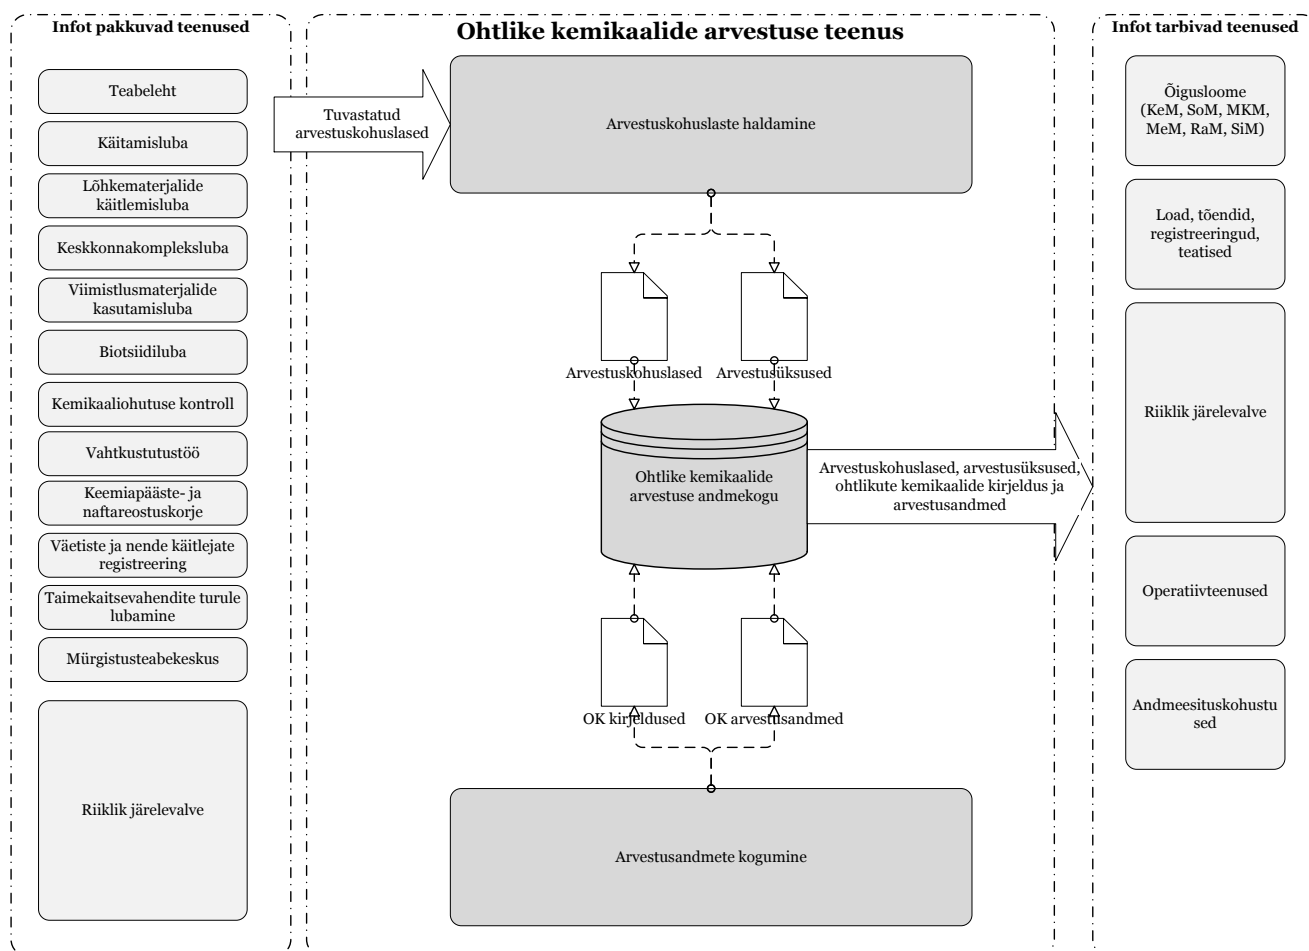 Infot pakkuvad teenused
Teabeleht
Käitamisluba
Lõhkematerjalide
käitlemisluba
Keskkonnakompleksluba
Viimistlusmaterjalide
kasutamisluba
Biotsiidiluba
Kemikaaliohutuse kontroll
Vahtkustutustöö
Keemiapääste- ja
naftareostuskorje
Väetiste ja nende käitlejate
registreering
Taimekaitsevahendite turule
lubamine
Mürgistusteabekeskus
Riiklik järelevalve
Tuvastatud
arvestuskohuslased
Ohtlike kemikaalide arvestuse teenus
Arvestuskohuslaste haldamine
Arvestuskohuslased
Arvestusüksused
Ohtlike kemikaalide
arvestuse andmekogu
Arvestuskohuslased, arvestusüksused,
ohtlikute kemikaalide kirjeldus ja
arvestusandmed
OK kirjeldused
OK arvestusandmed
Arvestusandmete kogumine
Infot tarbivad teenused
Õigusloome
(KeM, SoM, MKM,
MeM, RaM, SiM)
Load, tõendid,
registreeringud,
teatised
Riiklik järelevalve
Operatiivteenused
Andmeesituskohustu
sed